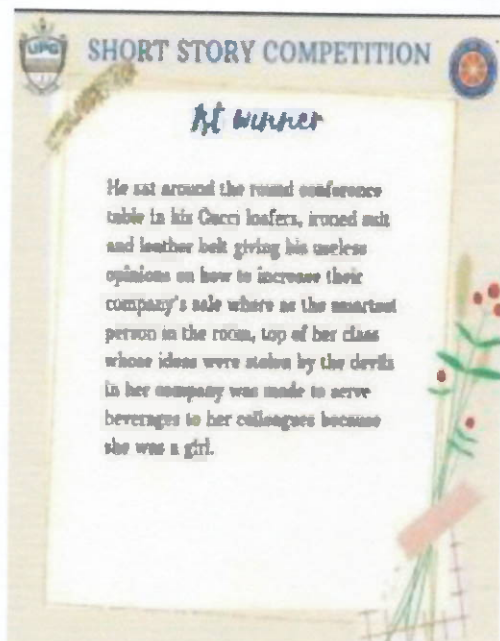 UPG
SHORT STORY COMPETITION
1st winner
He sat around the round conference
table in his Gucci loafers, ironed suit
and leather belt giving his useless
opinions on how to increase their
company's sale where as the smartest
person in the room, top of her class
whose ideas were stolen by the devils
in her company was made to serve
beverages to her colleagues because
she was a girl.